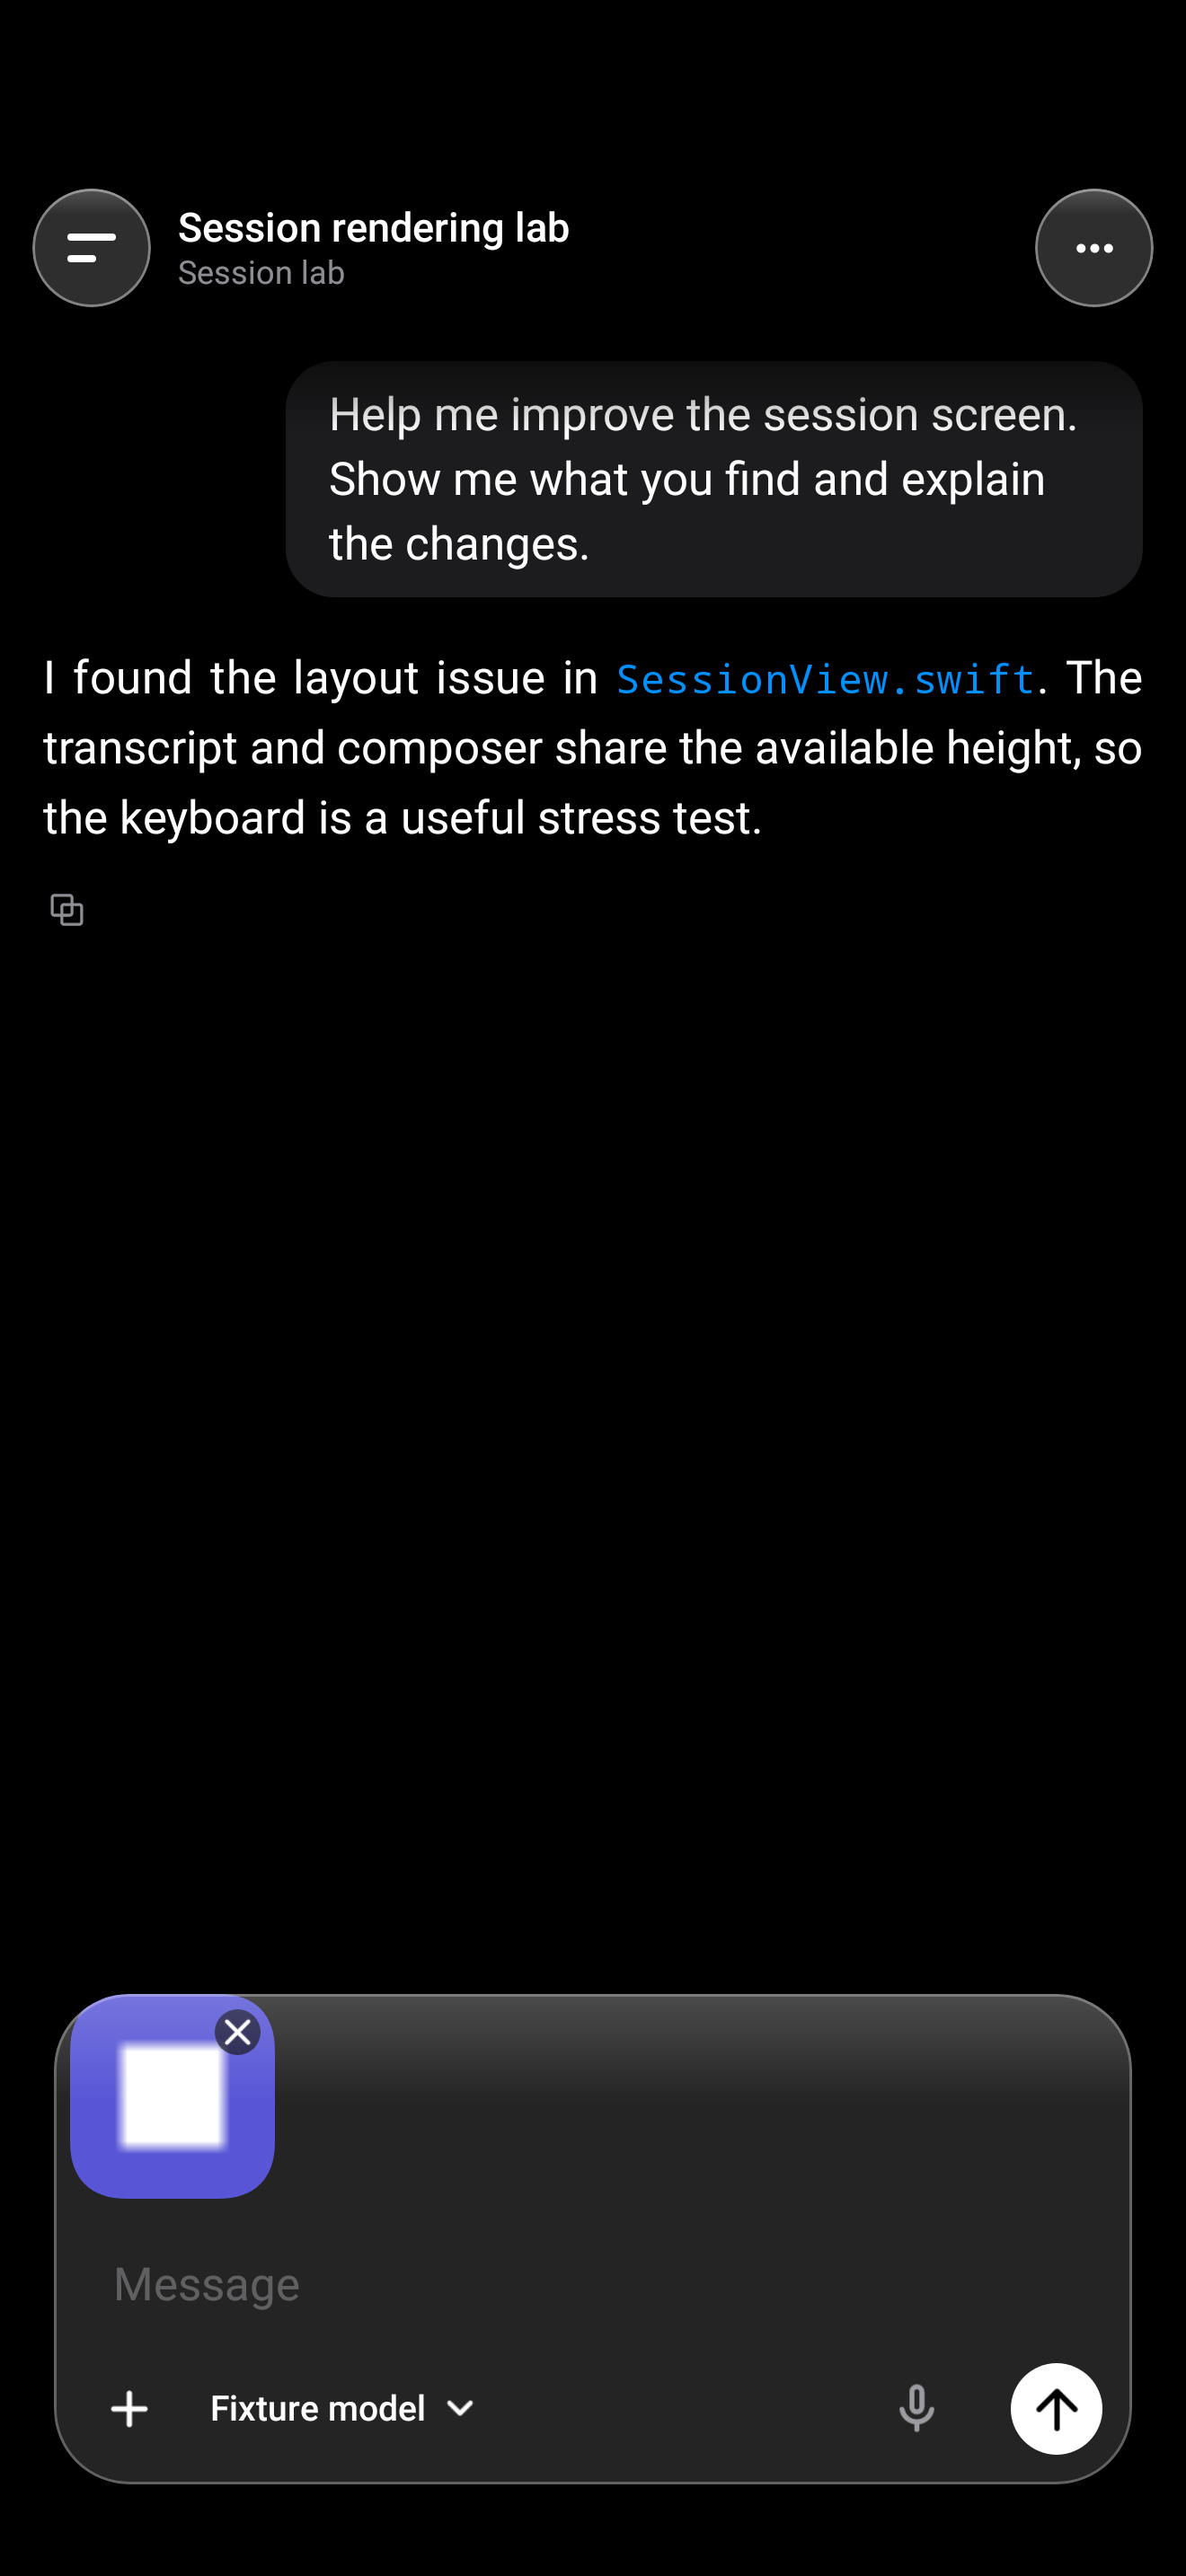 Session rendering lab
Session lab
Help me improve the session screen.
Show me what you find and explain
the changes.
I found the layout issue in SessionView.swift. The
transcript and composer share the available height, so
the keyboard is a useful stress test.
Message
Fixture model